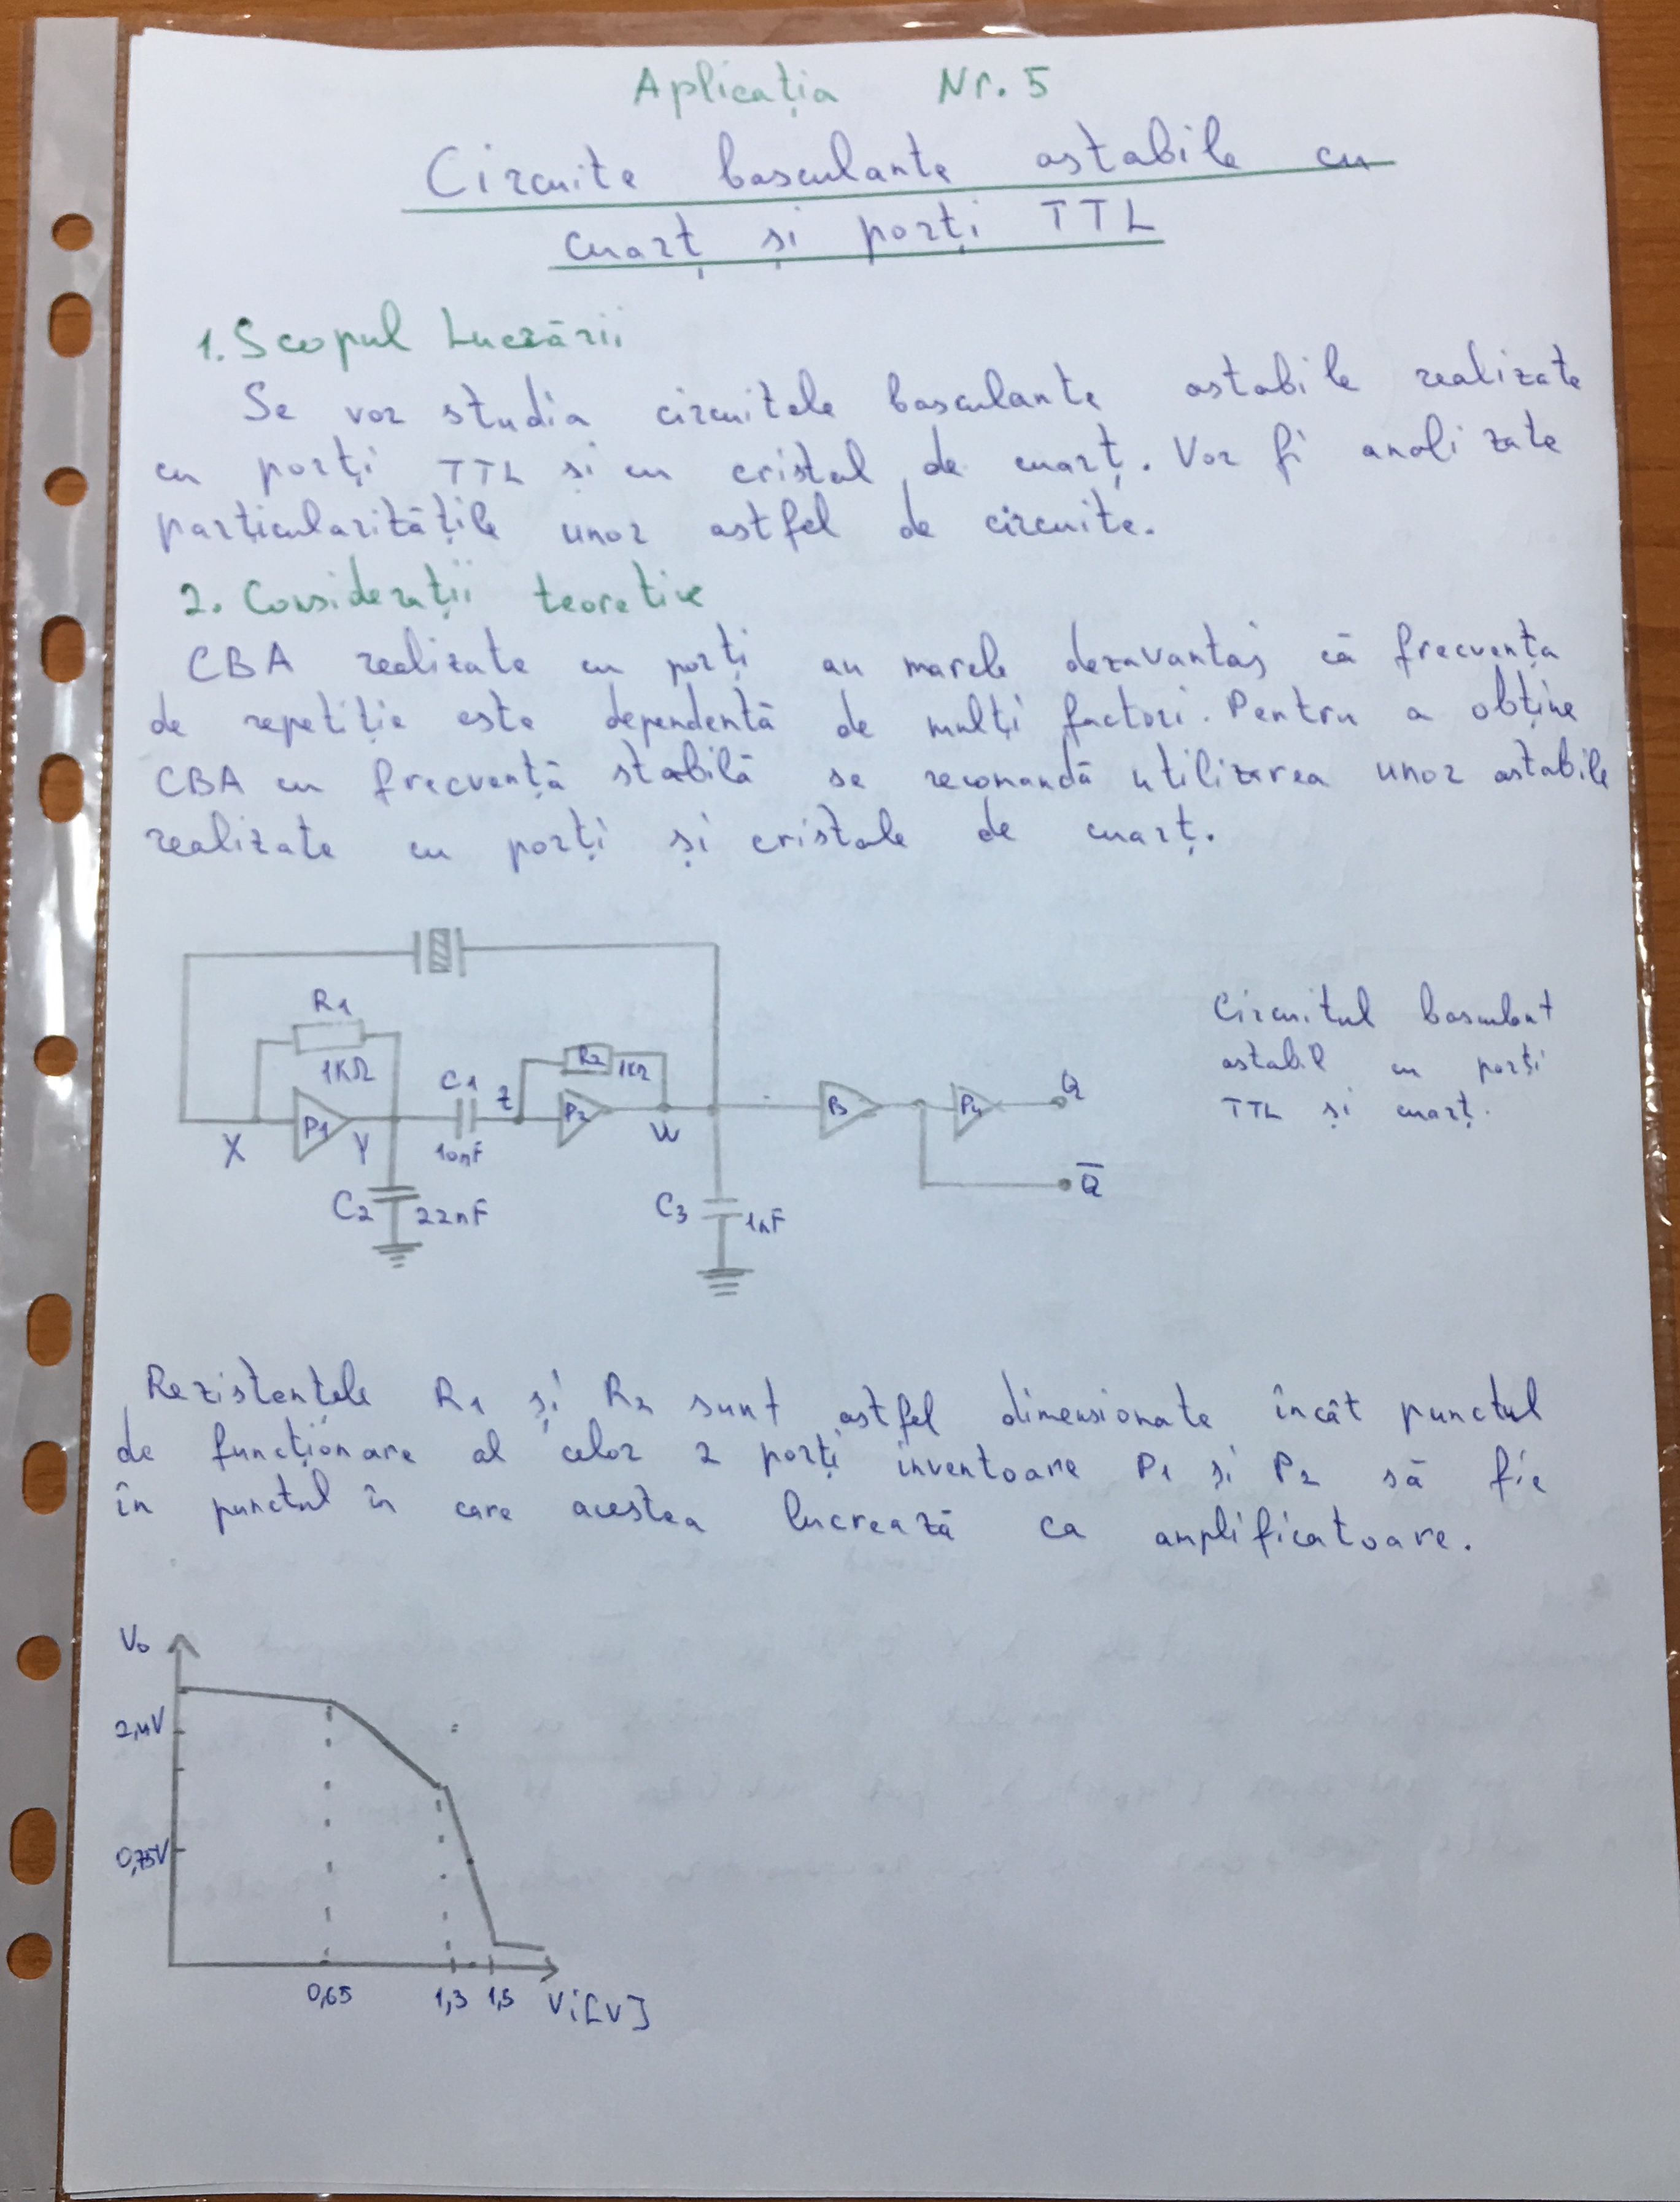 Aplicația Nr. 5
Circuite basculante astabile cu
cuarț și porți TTL
1. Scopul Lucrării
Se vor studia circuitele basculante astabile realizate
cu porți TTL și cu cristal de cuarț. Vor fi analizate
particularitățile unor astfel de circuite.
2. Considerații teoretice
CBA realizate cu porți au marele dezavantaj că frecvența
de repetiție este dependentă de mulți factori. Pentru a obține
CBA cu frecvență stabilă se recomandă utilizarea unor astabile
realizate cu porți și cristale de cuarț.
R1
1KΩ
X
P1
Y
C1
10nF
Z
R2
1KΩ
P2
W
P3
P4
Q
Q̅
C2
22nF
C3
1nF
Circuitul basculant
astabil cu porți
TTL și cuarț.
Rezistențele R1 și R2 sunt astfel dimensionate încât punctul
de funcționare al celor 2 porți inventoare P1 și P2 să fie
în punctul în care acestea lucrează ca amplificatoare.
Vo
2,4V
0,75V
0,65
1,3
1,5
Vi[V]